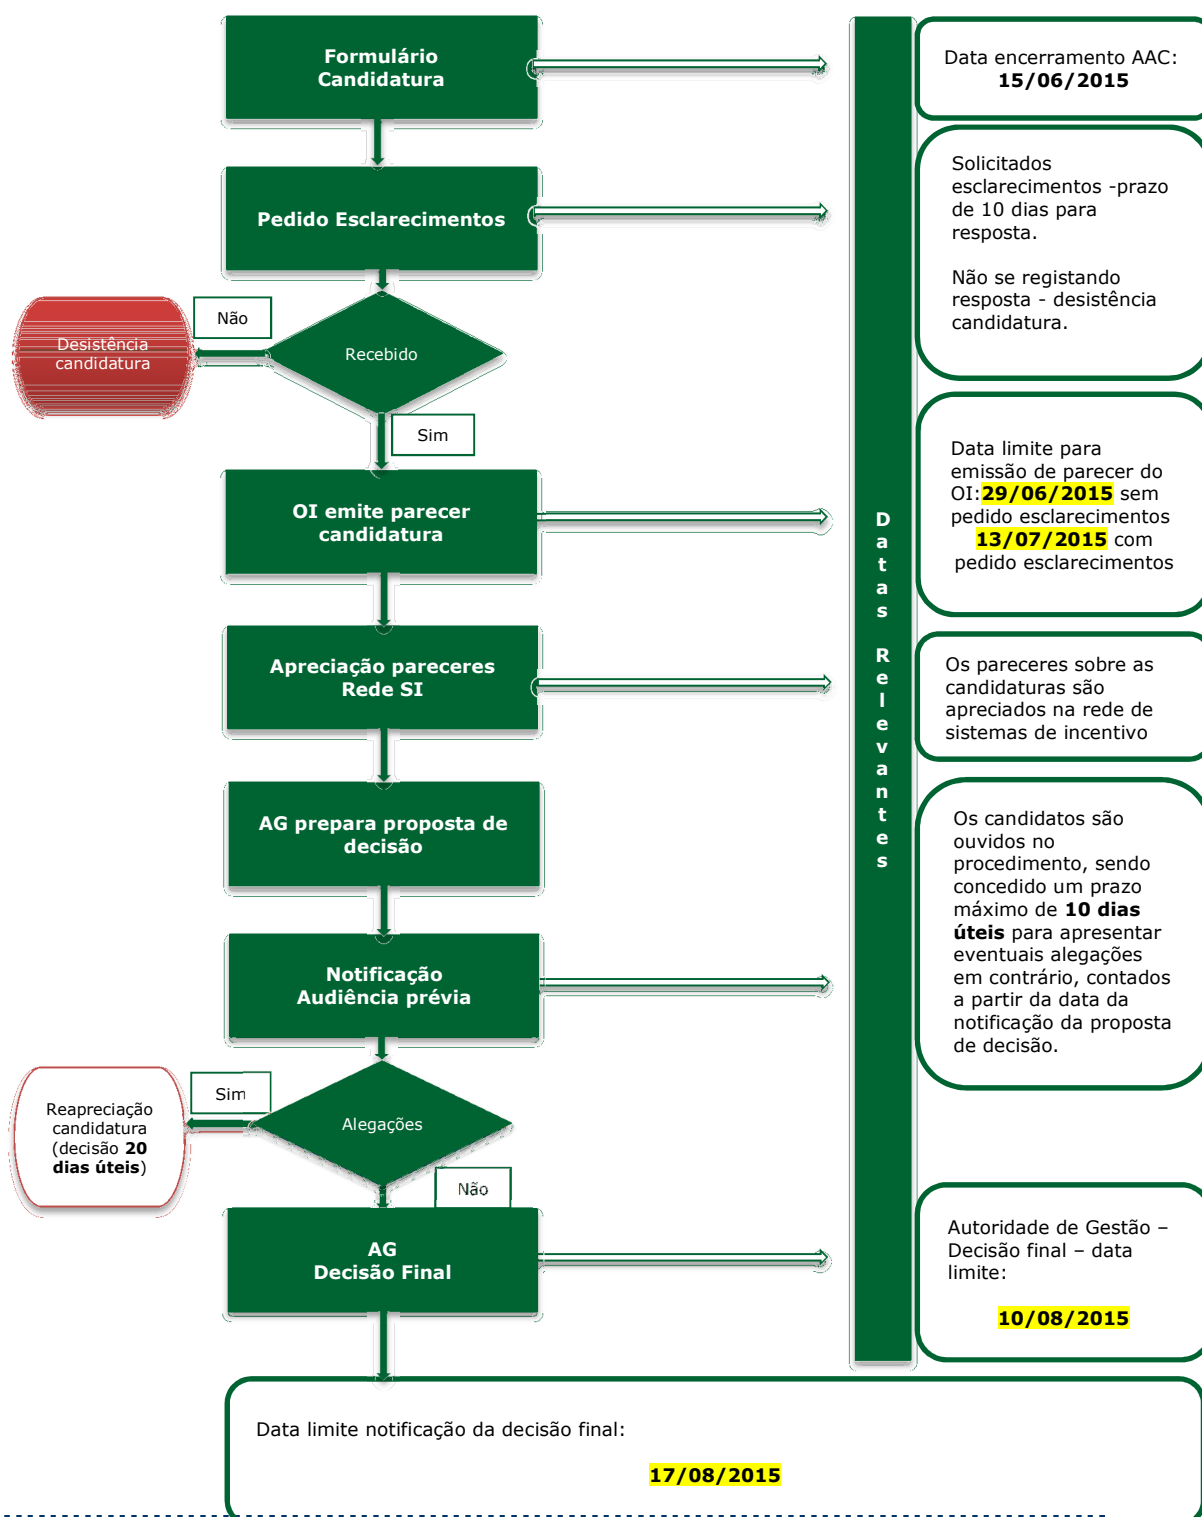 Formulário
Candidatura
Data encerramento AAC:
15/06/2015
Pedido Esclarecimentos
Solicitados
esclarecimentos -prazo
de 10 dias para
resposta.
Não se registando
resposta - desistência
candidatura.
Não
Desistência
candidatura
Recebido
Sim
OI emite parecer
candidatura
Data limite para
emissão de parecer do
OI:29/06/2015 sem
pedido esclarecimentos
13/07/2015 com
pedido esclarecimentos
Datas Relevantes
Apreciação pareceres
Rede SI
Os pareceres sobre as
candidaturas são
apreciados na rede de
sistemas de incentivo
AG prepara proposta de
decisão
Os candidatos são
ouvidos no
procedimento, sendo
concedido um prazo
máximo de 10 dias
úteis para apresentar
eventuais alegações
em contrário, contados
a partir da data da
notificação da proposta
de decisão.
Notificação
Audiência prévia
Sim
Reapreciação
candidatura
(decisão 20
dias úteis)
Alegações
Não
AG
Decisão Final
Autoridade de Gestão –
Decisão final – data
limite:
10/08/2015
Data limite notificação da decisão final:
17/08/2015